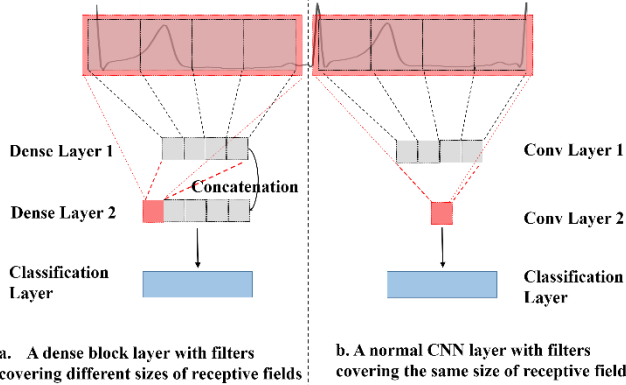 Dense Layer 1
Conv Layer 1
Concatenation
Dense Layer 2
Conv Layer 2
Classification
Layer
Classification
Layer
a. A dense block layer with filters
covering different sizes of receptive fields
b. A normal CNN layer with filters
covering the same size of receptive field